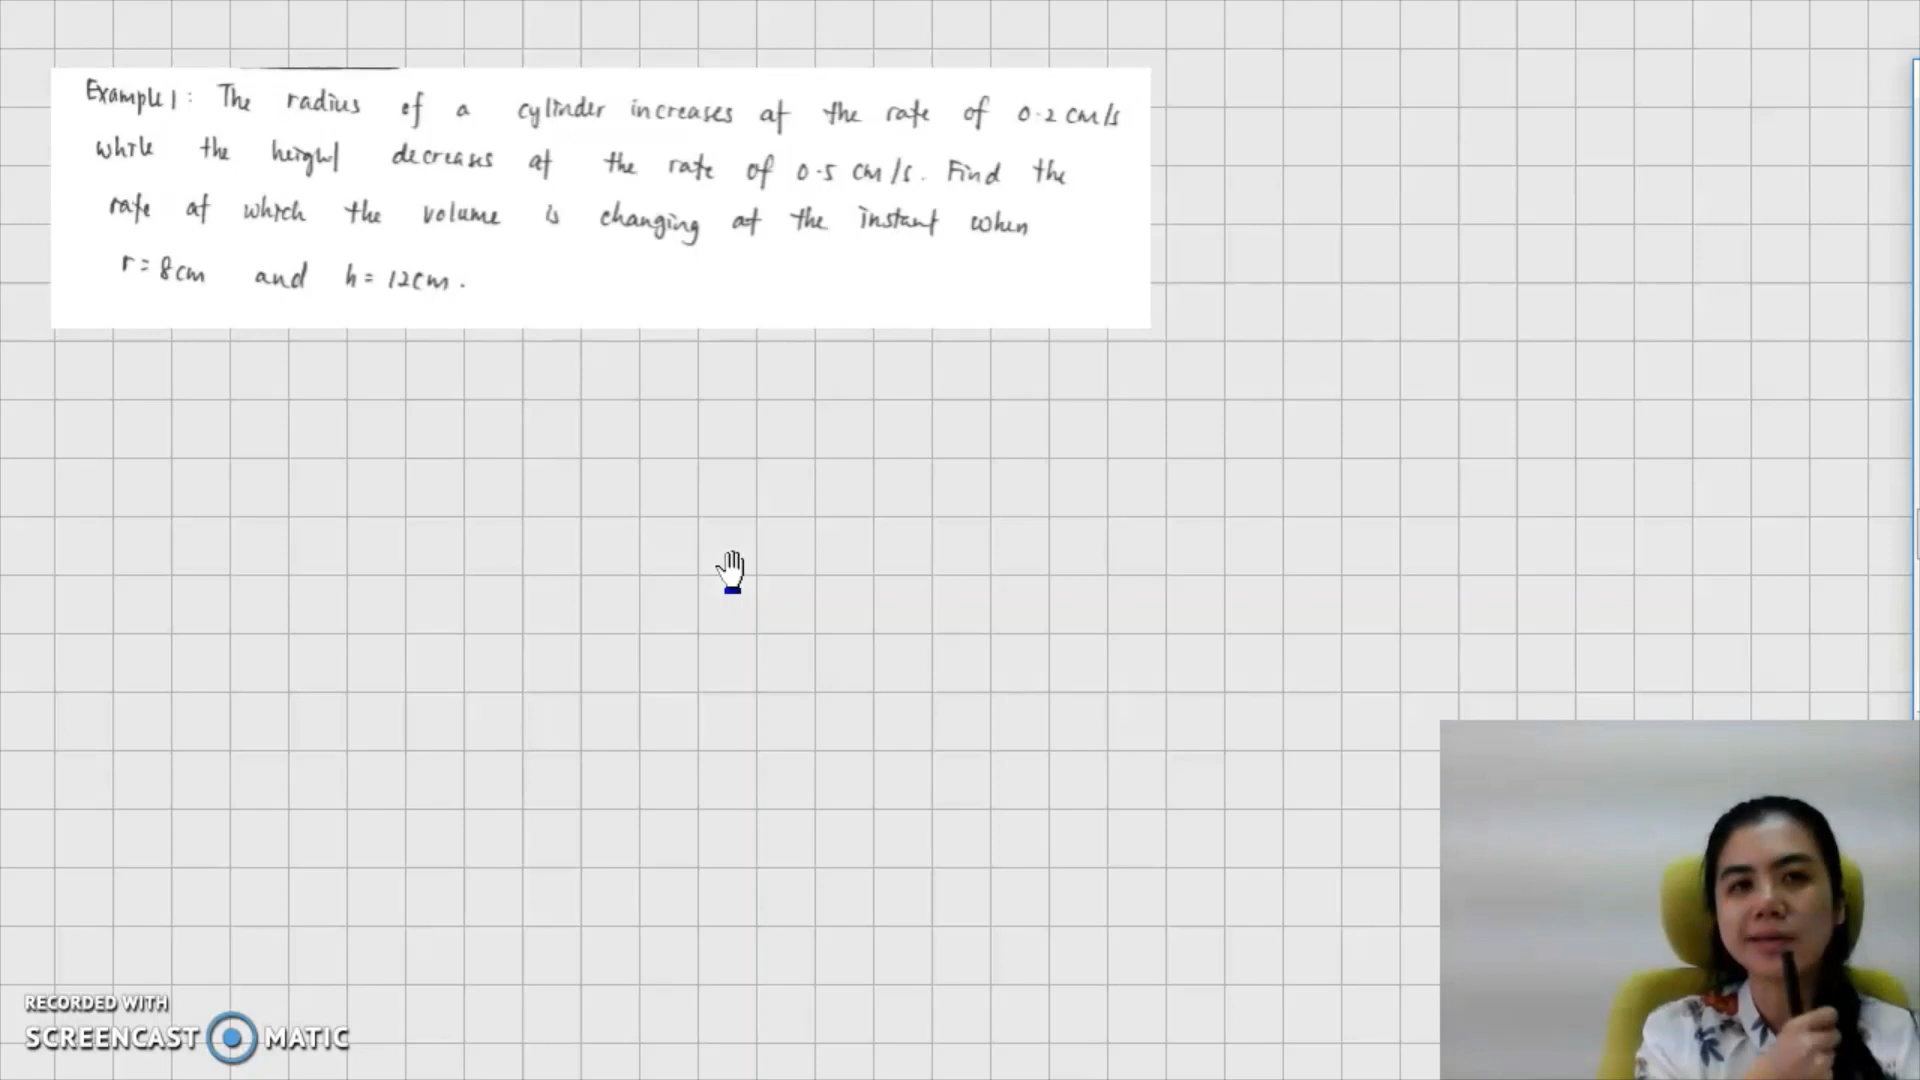 Example 1: The radius of a cylinder increases at the rate of 0.2 cm/s
while the height decreases at the rate of 0.5 cm/s. Find the
rate at which the volume is changing at the instant when
r = 8cm and h = 12cm.
RECORDED WITH
SCREENCAST MATIC